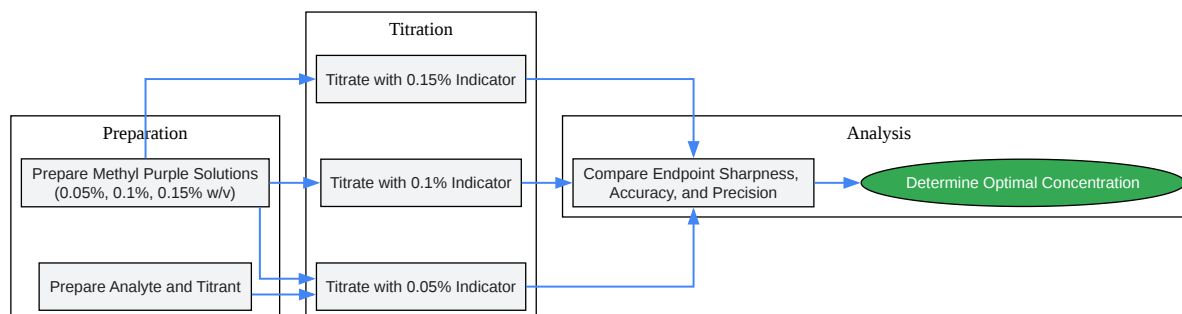 Preparation
Prepare Methyl Purple Solutions
(0.05%, 0.1%, 0.15% w/v)
Prepare Analyte and Titrant
Titration
Titrate with 0.15% Indicator
Titrate with 0.1% Indicator
Titrate with 0.05% Indicator
Analysis
Compare Endpoint Sharpness,
Accuracy, and Precision
Determine Optimal Concentration